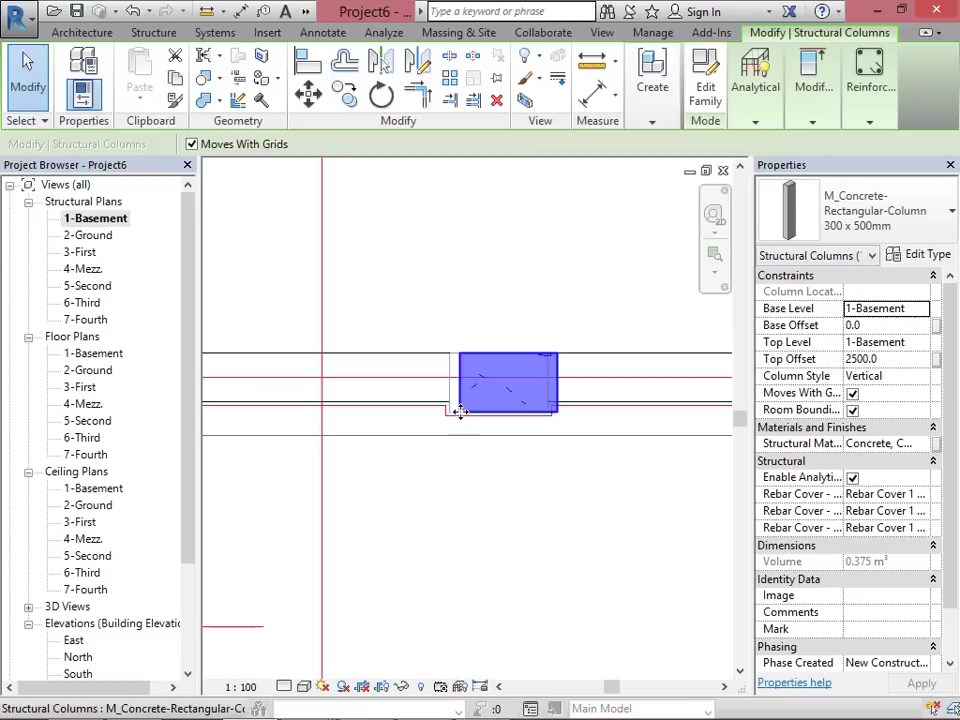 Project6 - ...
Type a keyword or phrase
Sign In
Architecture
Structure
Systems
Insert
Annotate
Analyze
Massing & Site
Collaborate
View
Manage
Add-Ins
Modify | Structural Columns
Modify
Properties
Paste
Create
Edit
Family
Analytical
Modif...
Reinforc...
Select
Properties
Clipboard
Geometry
Modify
View
Measure
Mode
Modify | Structural Columns
Moves With Grids
Project Browser - Project6
Views (all)
Structural Plans
1-Basement
2-Ground
3-First
4-Mezz.
5-Second
6-Third
7-Fourth
Floor Plans
1-Basement
2-Ground
3-First
4-Mezz.
5-Second
6-Third
7-Fourth
Ceiling Plans
1-Basement
2-Ground
3-First
4-Mezz.
5-Second
6-Third
7-Fourth
3D Views
Elevations (Building Elevatio
East
North
South
2D
1 : 100
Properties
M_Concrete-
Rectangular-Column
300 x 500mm
Structural Columns (
Edit Type
Constraints
Column Locat...
Base Level 1-Basement
Base Offset 0.0
Top Level 1-Basement
Top Offset 2500.0
Column Style Vertical
Moves With G...
Room Boundi...
Materials and Finishes
Structural Mat... Concrete, C...
Structural
Enable Analyti...
Rebar Cover - ... Rebar Cover 1 ...
Rebar Cover - ... Rebar Cover 1 ...
Rebar Cover - ... Rebar Cover 1 ...
Dimensions
Volume 0.375 m³
Identity Data
Image
Comments
Mark
Phasing
Phase Created New Construct...
Properties help
Apply
Structural Columns : M_Concrete-Rectangular-Co
:0
Main Model